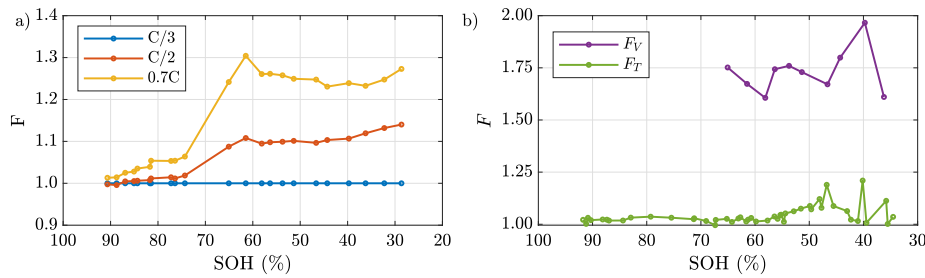 a)
1.4
1.3
1.2
1.1
1.0
0.9
F
C/3
C/2
0.7C
100 90 80 70 60 50 40 30 20
SOH (%)
b)
2.00
1.75
1.50
1.25
1.00
F
F_V
F_T
100 90 80 70 60 50 40 30
SOH (%)